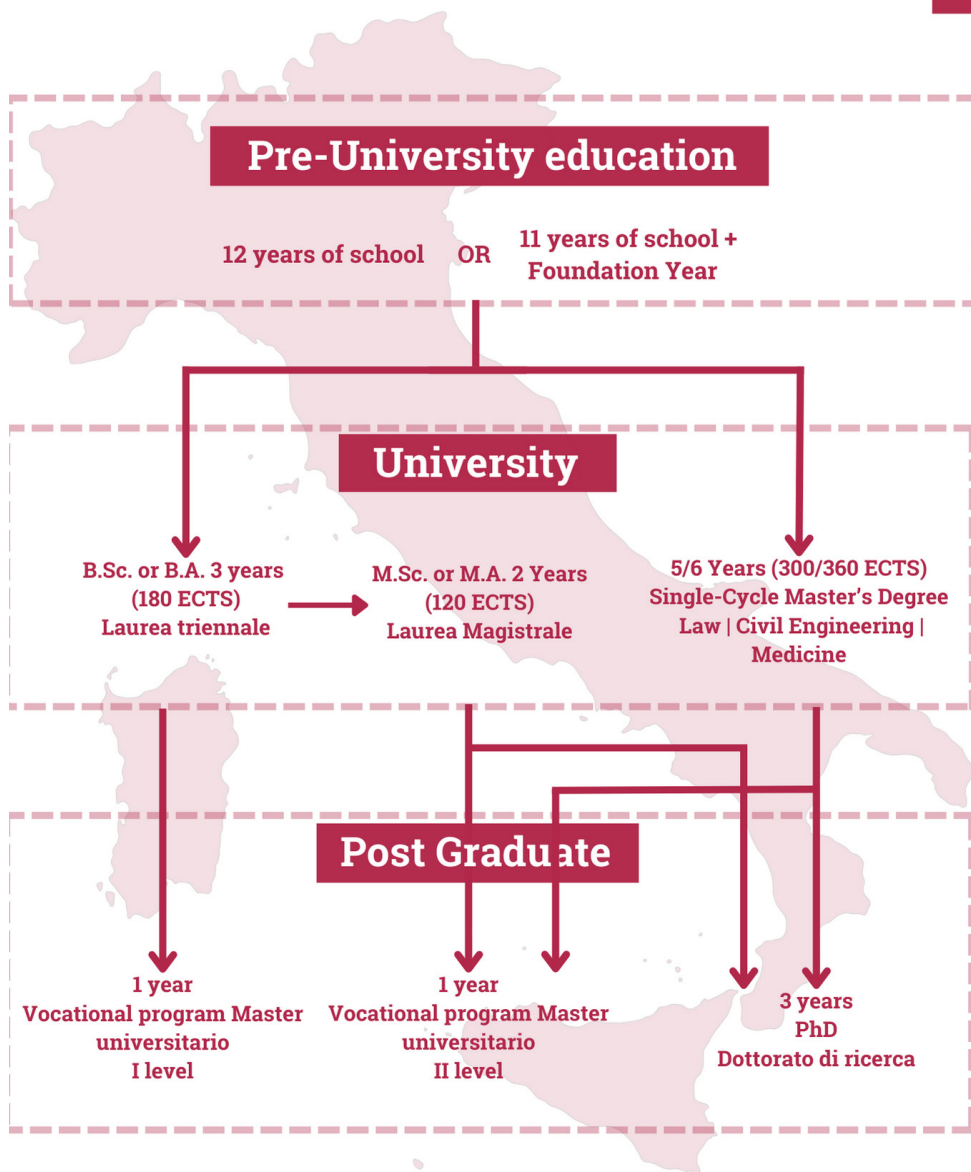 Pre-University education
12 years of school
OR
11 years of school +
Foundation Year
University
B.Sc. or B.A. 3 years
(180 ECTS)
Laurea triennale
M.Sc. or M.A. 2 Years
(120 ECTS)
Laurea Magistrale
5/6 Years (300/360 ECTS)
Single-Cycle Master's Degree
Law | Civil Engineering |
Medicine
Post Graduate
1 year
Vocational program Master
universitario
I level
1 year
Vocational program Master
universitario
II level
3 years
PhD
Dottorato di ricerca